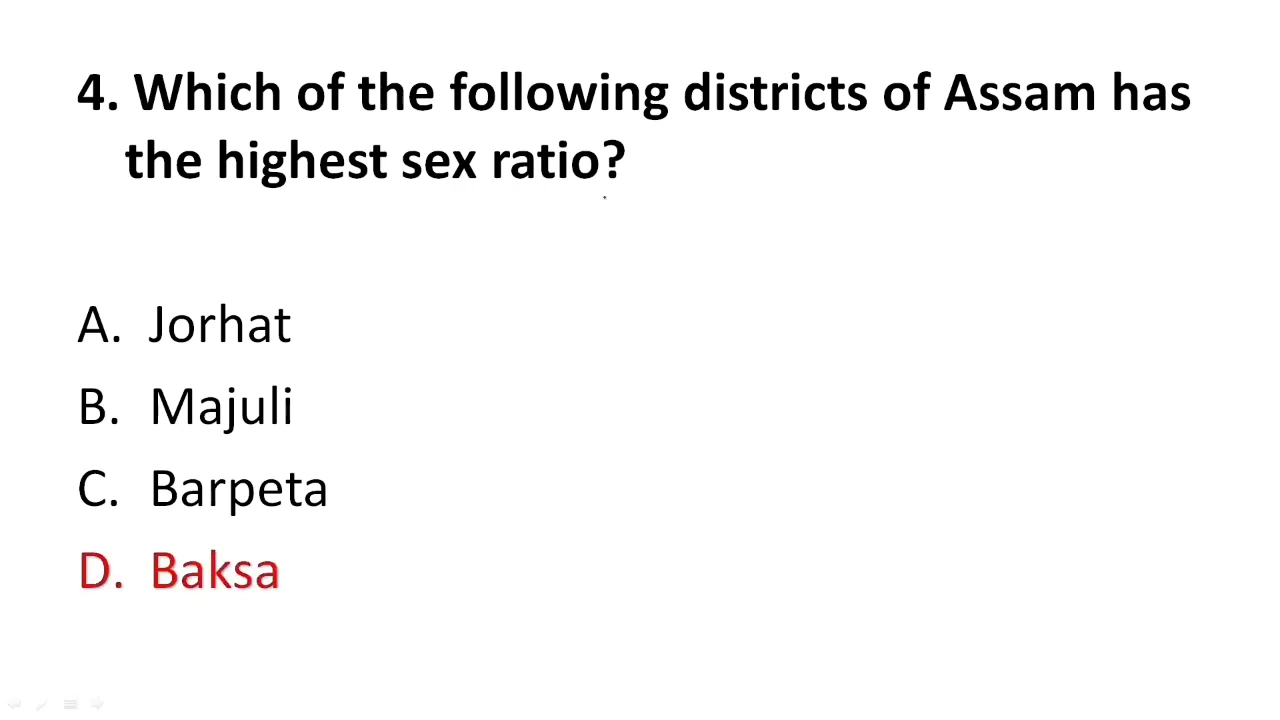 4. Which of the following districts of Assam has
the highest sex ratio?
A. Jorhat
B. Majuli
C. Barpeta
D. Baksa